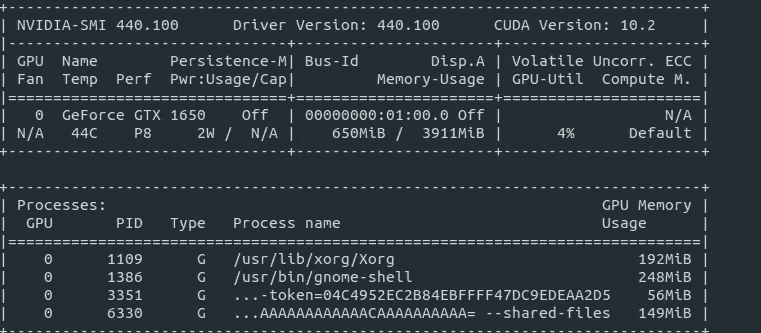 +-----------------------------------------------------------------------------+
| NVIDIA-SMI 440.100      Driver Version: 440.100      CUDA Version: 10.2     |
|-------------------------------+----------------------+----------------------+
| GPU  Name        Persistence-M| Bus-Id        Disp.A | Volatile Uncorr. ECC |
| Fan  Temp  Perf  Pwr:Usage/Cap|         Memory-Usage | GPU-Util  Compute M. |
|===============================+======================+======================|
|   0  GeForce GTX 1650    Off  | 00000000:01:00.0 Off |                  N/A |
| N/A   44C    P8     2W /  N/A |    650MiB /  3911MiB |      4%      Default |
+-------------------------------+----------------------+----------------------+
+-----------------------------------------------------------------------------+
| Processes:                                                       GPU Memory |
|  GPU       PID   Type   Process name                             Usage      |
|=============================================================================|
|    0      1109      G   /usr/lib/xorg/Xorg                           192MiB |
|    0      1386      G   /usr/bin/gnome-shell                         248MiB |
|    0      3351      G   ...-token=04C4952EC2B84EBFFFF47DC9EDEAA2D5    56MiB |
|    0      6330      G   ...AAAAAAAAAAAACAAAAAAAAAA= --shared-files   149MiB |
+-----------------------------------------------------------------------------+